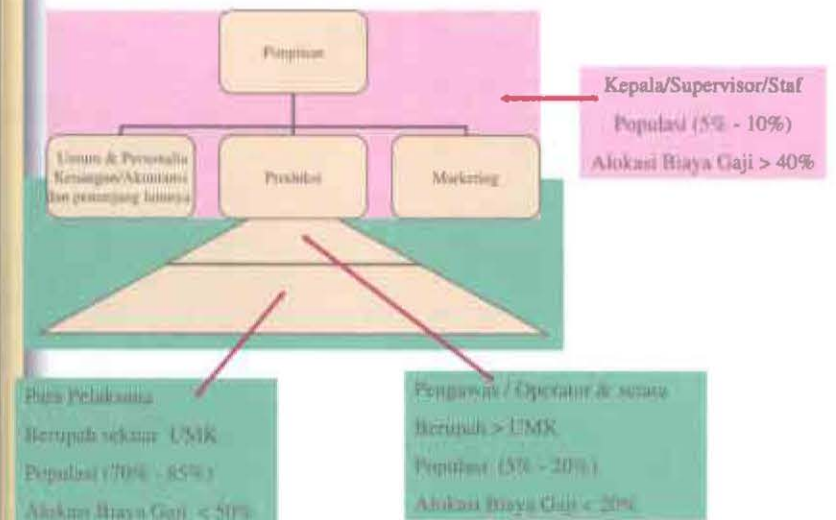 Pimpinan
Umum & Personalia
Keuangan/Akuntansi
dan penunjang lainnya
Produksi
Marketing
Kepala/Supervisor/Staf
Populasi (5% - 10%)
Alokasi Biaya Gaji > 40%
Para Pelaksana
Berupah sekitar UMK
Populasi (70% - 85%)
Alokasi Biaya Gaji < 50%
Pengawas / Operator & setara
Berupah > UMK
Populasi (5% - 20%)
Alokasi Biaya Gaji < 20%